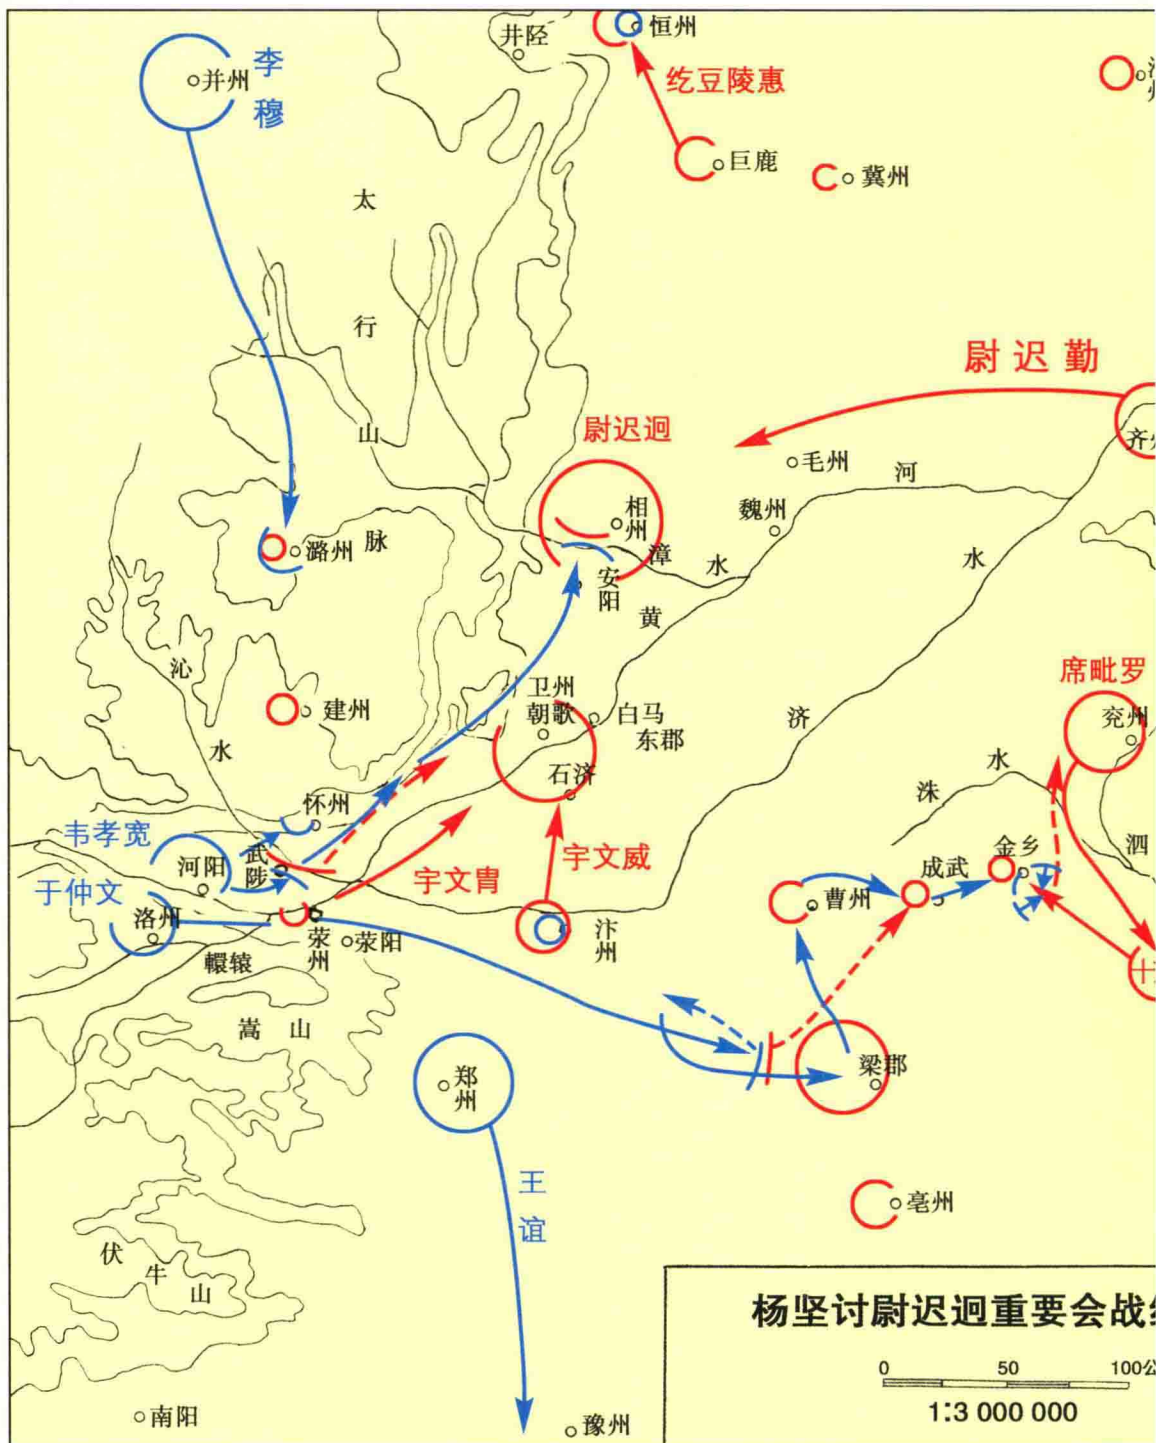 井陉
恒州
李穆
并州
纥豆陵惠
巨鹿
冀州
太行山脉
尉迟勤
尉迟迥
毛州
相州
魏州
河
漳水
潞州
安阳
黄
水
沁水
济
席毗罗
建州
卫州
朝歌
白马
东郡
兖州
石济
洙水
怀州
韦孝宽
武陟
金乡
泗
河阳
宇文胄
宇文威
成武
于仲文
曹州
洛州
荥州
荥阳
汴州
轘辕
嵩山
郑州
梁郡
王谊
亳州
伏牛山
杨坚讨尉迟迥重要会战
0 50 100公
1:3 000 000
南阳
豫州